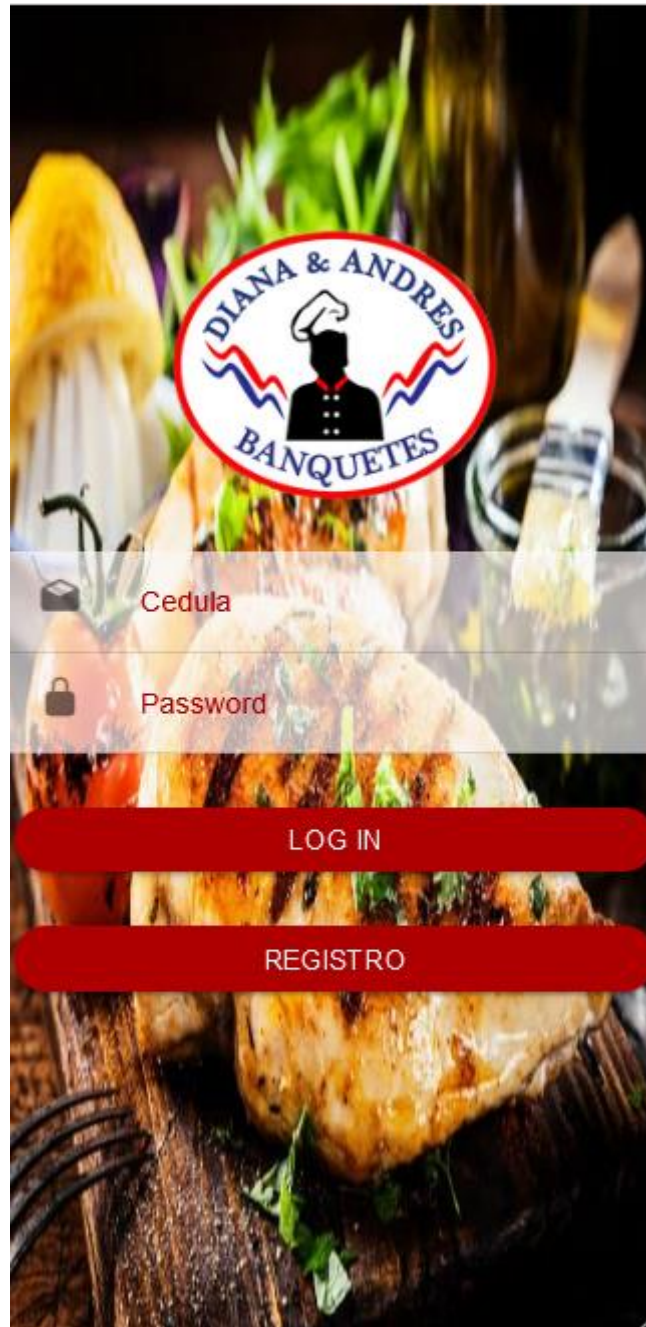 DIANA & ANDRES
BANQUETES
Cedula
Password
LOG IN
REGISTRO